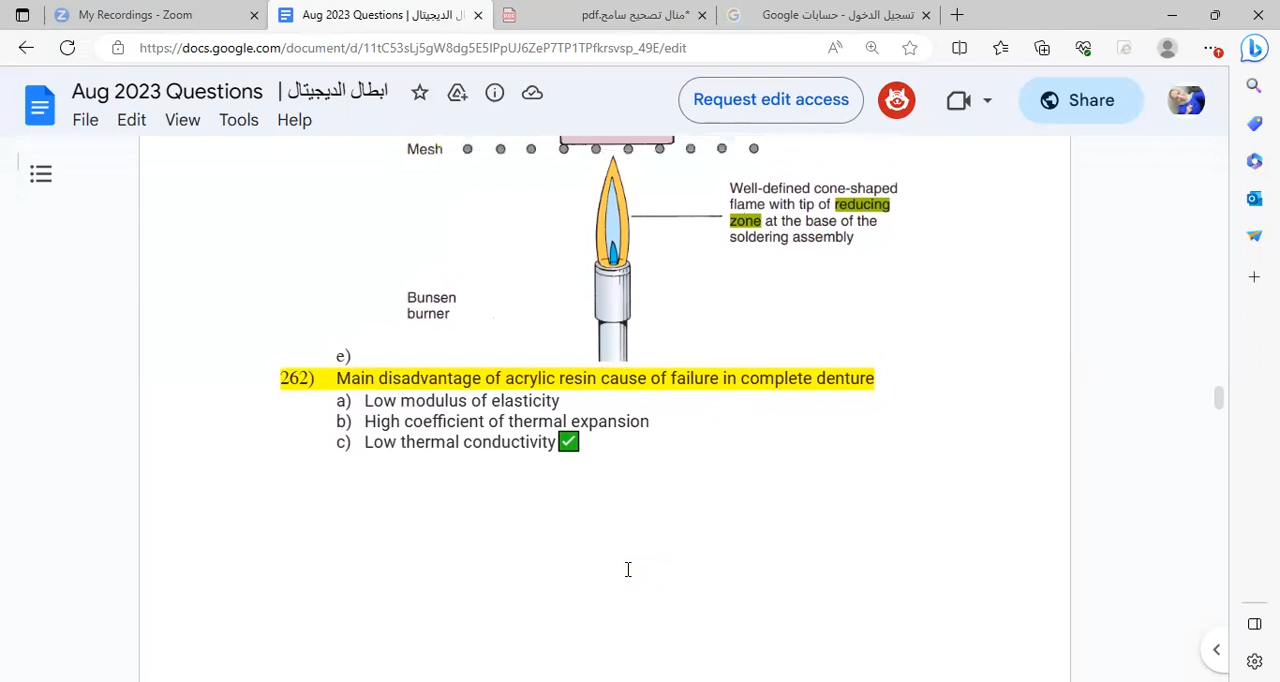 My Recordings - Zoom
Aug 2023 Questions | ابطال الديجيتال
*منال تصحيح سامح.pdf
تسجيل الدخول - حسابات Google
https://docs.google.com/document/d/11tC53sLj5gW8dg5E5IPpUJ6ZeP7TP1TPfkrsvsp_49E/edit
Aug 2023 Questions | ابطال الديجيتال
Request edit access
Share
File Edit View Tools Help
Mesh
Well-defined cone-shaped
flame with tip of reducing
zone at the base of the
soldering assembly
Bunsen
burner
e)
262) Main disadvantage of acrylic resin cause of failure in complete denture
a) Low modulus of elasticity
b) High coefficient of thermal expansion
c) Low thermal conductivity